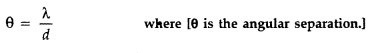 θ = λ/d where [θ is the angular separation.]